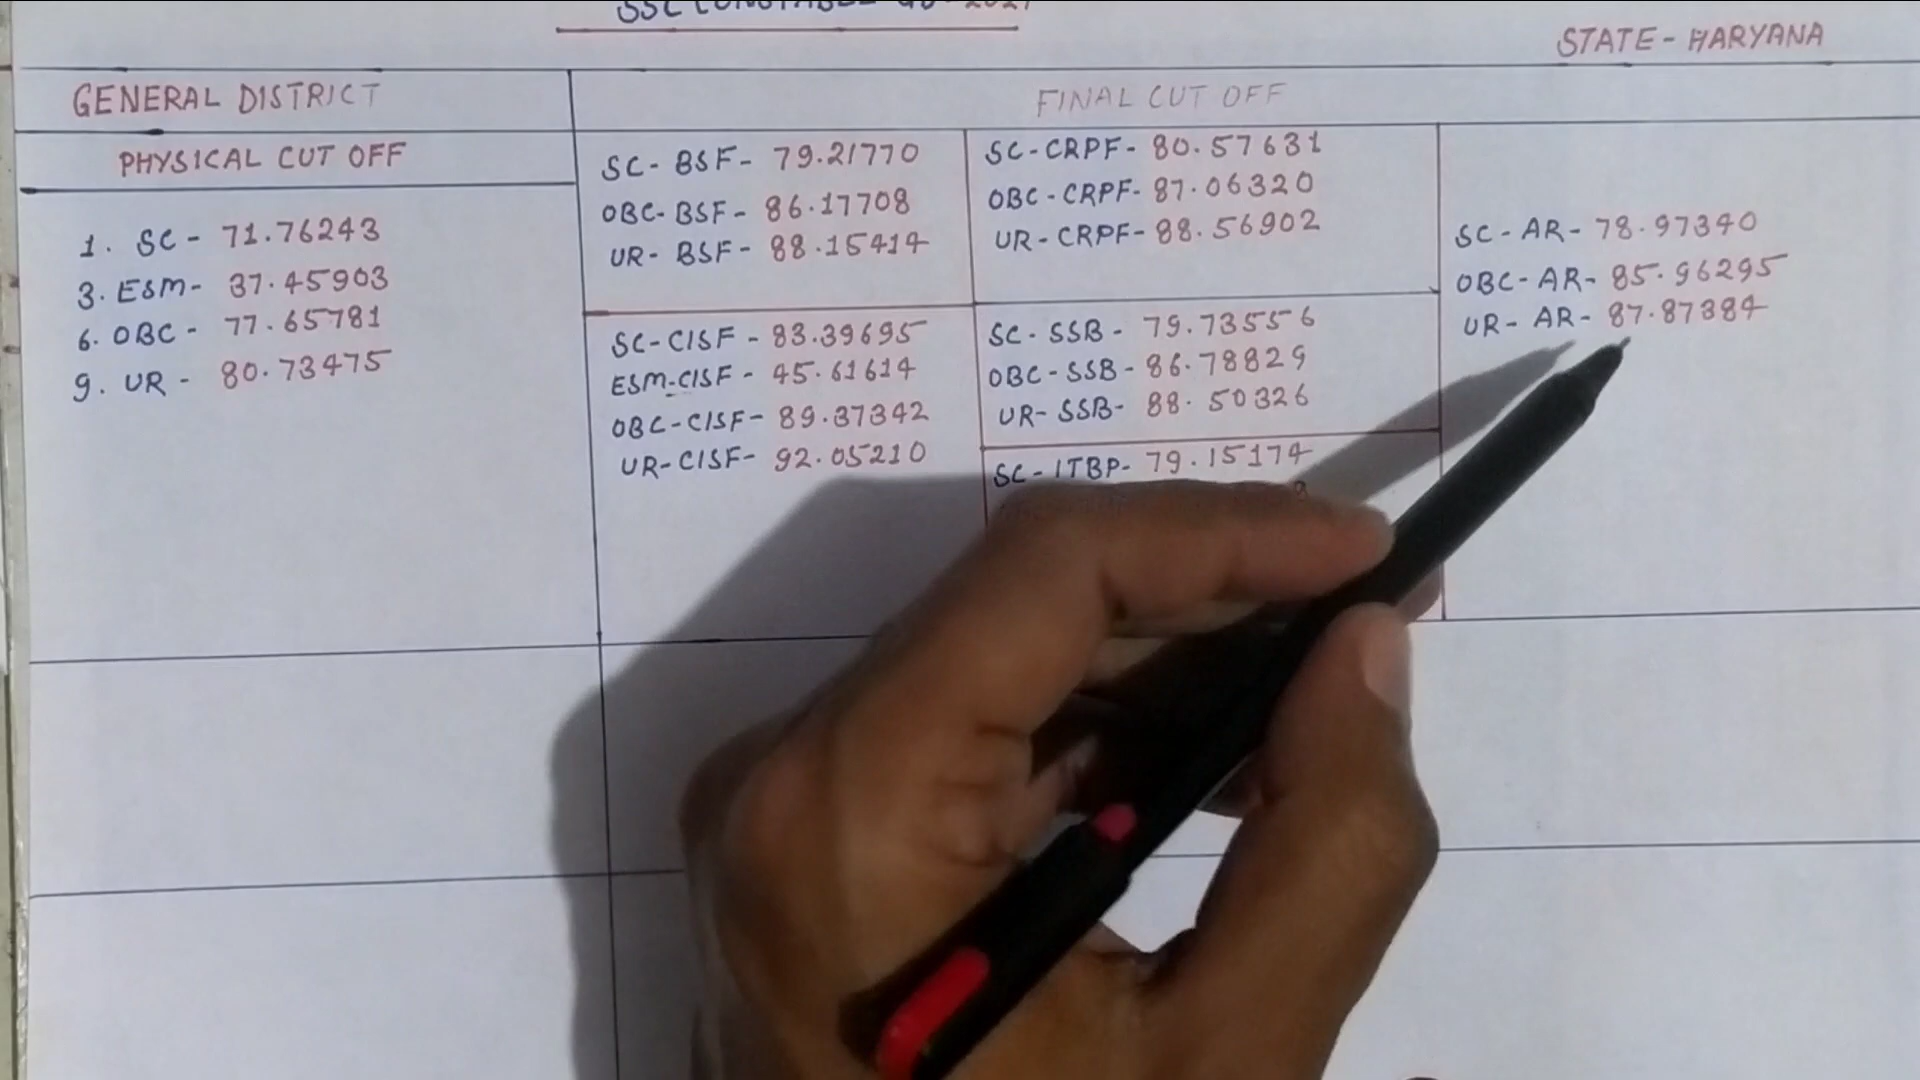 SSC CONSTABLE GD-2021
STATE - HARYANA
GENERAL DISTRICT
FINAL CUT OFF
PHYSICAL CUT OFF
1. SC - 71.76243
3. ESM - 37.45903
6. OBC - 77.65781
9. UR - 80.73475
SC - BSF - 79.21770
OBC - BSF - 86.17708
UR - BSF - 88.15414
SC-CISF - 83.39695
ESM-CISF - 45.61614
OBC-CISF - 89.37342
UR-CISF - 92.05210
SC-CRPF - 80.57631
OBC-CRPF - 87.06320
UR-CRPF - 88.56902
SC-SSB - 79.73556
OBC-SSB - 86.78829
UR-SSB - 88.50326
SC-ITBP - 79.15174
SC-AR - 78.97340
OBC-AR - 85.96295
UR-AR - 87.87384